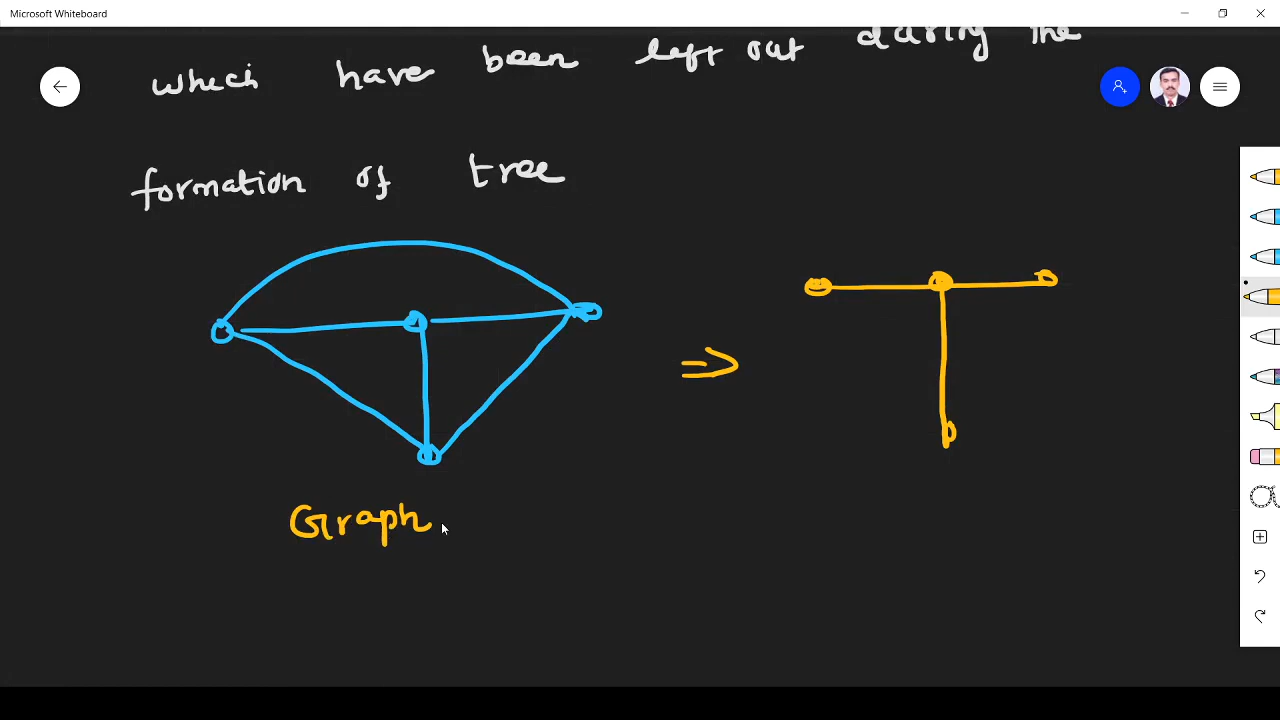 Microsoft Whiteboard
which have been left out during the
formation of tree
Graph